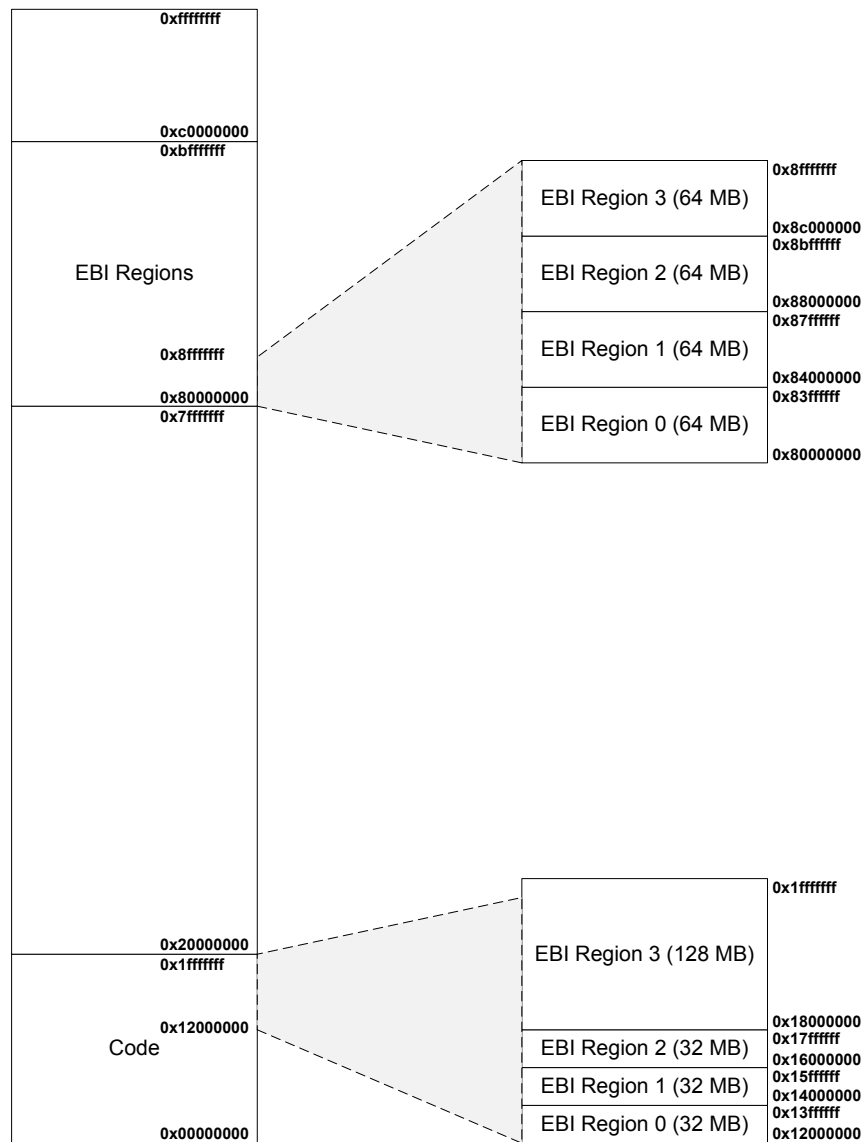 0xffffffff
0xc0000000
0xbfffffff
EBI Regions
0x8fffffff
0x80000000
0x7fffffff
0x20000000
0x1fffffff
0x12000000
Code
0x00000000
0x8fffffff
EBI Region 3 (64 MB)
0x8c000000
0x8bffffff
EBI Region 2 (64 MB)
0x88000000
0x87ffffff
EBI Region 1 (64 MB)
0x84000000
0x83ffffff
EBI Region 0 (64 MB)
0x80000000
0x1fffffff
EBI Region 3 (128 MB)
0x18000000
0x17ffffff
EBI Region 2 (32 MB)
0x16000000
0x15ffffff
EBI Region 1 (32 MB)
0x14000000
0x13ffffff
EBI Region 0 (32 MB)
0x12000000